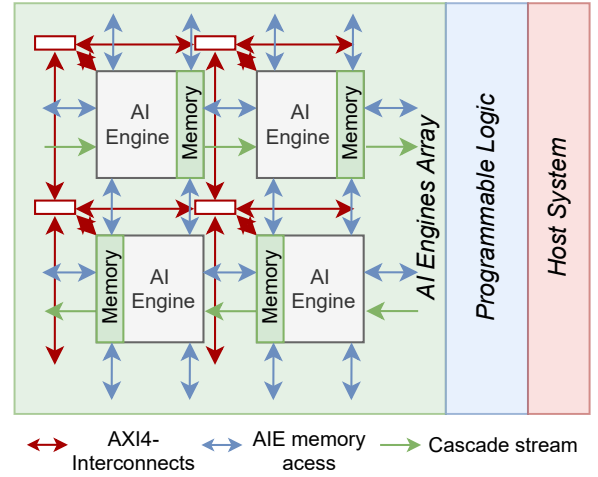 AI
Engine
Memory
AI
Engine
Memory
Memory
AI
Engine
Memory
AI
Engine
AI Engines Array
Programmable Logic
Host System
AXI4-
Interconnects
AIE memory
acess
Cascade stream